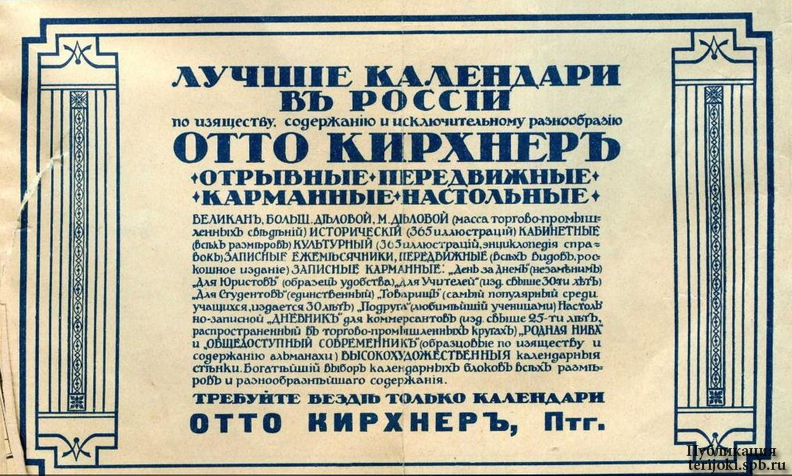 ЛУЧШІЕ КАЛЕНДАРИ
ВЪ РОССІИ
по изяществу, содержанію и исключительному разнообразію
ОТТО КИРХНЕРЪ
ОТРЫВНЫЕ ПЕРЕДВИЖНЫЕ
КАРМАННЫЕ НАСТОЛЬНЫЕ
ВЕЛИКАНЪ, БОЛЬШ. ДѢЛОВОЙ, М. ДѢЛОВОЙ (масса торгово-промыш-
ленныхъ свѣдѣній) ИСТОРИЧЕСКІЙ (365 иллюстрацій) КАБИНЕТНЫЕ
(всѣхъ размѣровъ) КУЛЬТУРНЫЙ (365 иллюстрацій, энциклопедія спра-
вокъ) ЗАПИСНЫЕ ЕЖЕМѢСЯЧНИКИ, ПЕРЕДВИЖНЫЕ (всѣхъ видовъ, рос-
кошное изданіе) ЗАПИСНЫЕ КАРМАННЫЕ: „День за Днемъ" (незамѣнимъ)
„Для Юристовъ" (образецъ удобства) „Для Учителей" (изд. свыше 30ти лѣтъ)
„Для Студентовъ" (единственный) „Товарищъ" (самый популярный среди
учащихся, издается 30 лѣтъ) „Подруга" (любимѣйшій ученицами) Настоль-
но-записной „ДНЕВНИКЪ" для коммерсантовъ (изд. свыше 25-ти лѣтъ,
распространенный въ торгово-промышленныхъ кругахъ) „РОДНАЯ НИВА"
и „ОБЩЕДОСТУПНЫЙ СОВРЕМЕННИКЪ" (образцовые по изяществу и
содержанію альманахи) ВЫСОКОХУДОЖЕСТВЕННЫЯ календарныя
стѣнки. Богатѣйшій выборъ календарныхъ блоковъ всѣхъ размѣ-
ровъ и разнообразнѣйшаго содержанія.
ТРЕБУЙТЕ ВЕЗДѢ ТОЛЬКО КАЛЕНДАРИ
ОТТО КИРХНЕРЪ, Птг.
Публикация
terijoki.spb.ru